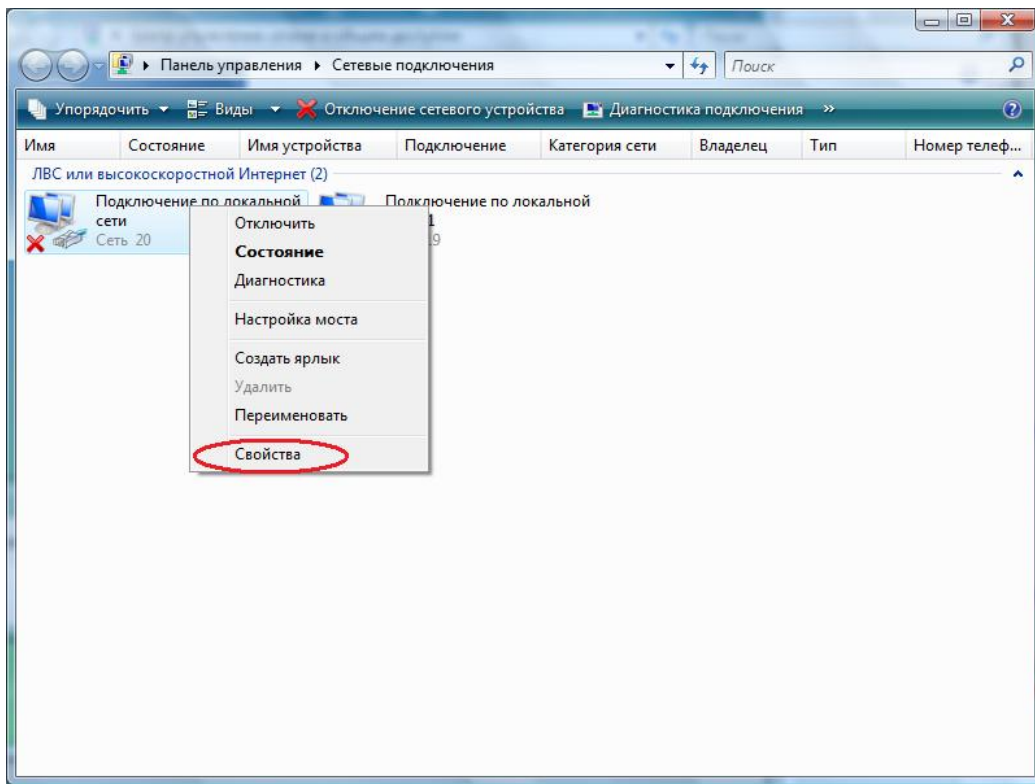 Панель управления Сетевые подключения
Поиск
Упорядочить Виды Отключение сетевого устройства Диагностика подключения »
Имя Состояние Имя устройства Подключение Категория сети Владелец Тип Номер телеф...
ЛВС или высокоскоростной Интернет (2)
Подключение по локальной
сети
Сеть 20
Подключение по локальной
1
9
Отключить
Состояние
Диагностика
Настройка моста
Создать ярлык
Удалить
Переименовать
Свойства